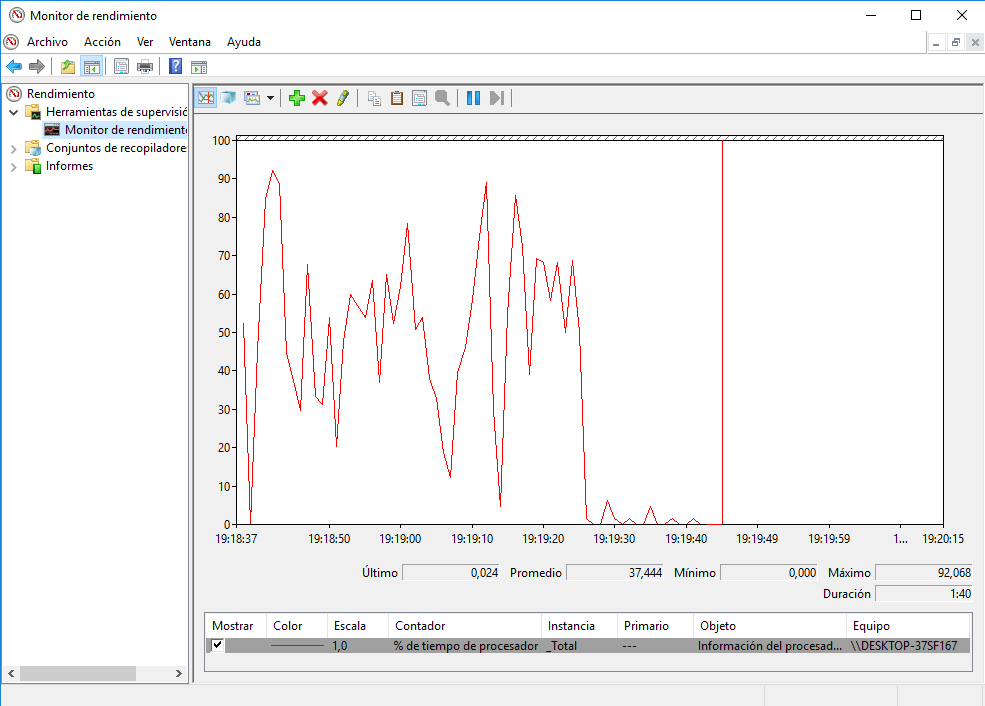 Monitor de rendimiento
Archivo Acción Ver Ventana Ayuda
Rendimiento
Herramientas de supervisió
Monitor de rendimiento
Conjuntos de recopiladore
Informes
100
90
80
70
60
50
40
30
20
10
0
19:18:37 19:18:50 19:19:00 19:19:10 19:19:20 19:19:30 19:19:40 19:19:49 19:19:59 1... 19:20:15
Último 0,024 Promedio 37,444 Mínimo 0,000 Máximo 92,068
Duración 1:40
Mostrar Color Escala Contador Instancia Primario Objeto Equipo
1,0 % de tiempo de procesador _Total --- Información del procesad... \\DESKTOP-37SF167